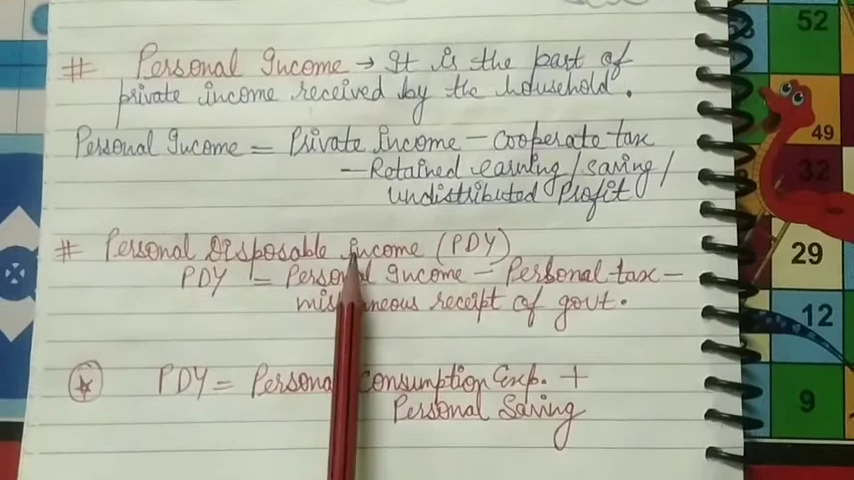 # Personal Income → It is the part of
private income received by the household.
Personal Income = Private Income - Cooperate tax
- Retained earning/saving/
undistributed Profit
# Personal Disposable income (PDY)
PDY = Personal Income - Personal tax -
receipt of govt.
PDY = Personal Consumption Exp. +
Personal Saving
52
49
32
29
12
9